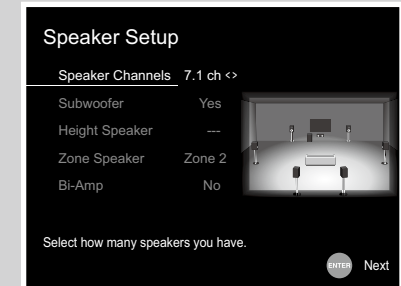 Speaker Setup
Speaker Channels 7.1 ch <>
Subwoofer Yes
Height Speaker ---
Zone Speaker Zone 2
Bi-Amp No
Select how many speakers you have.
ENTER Next